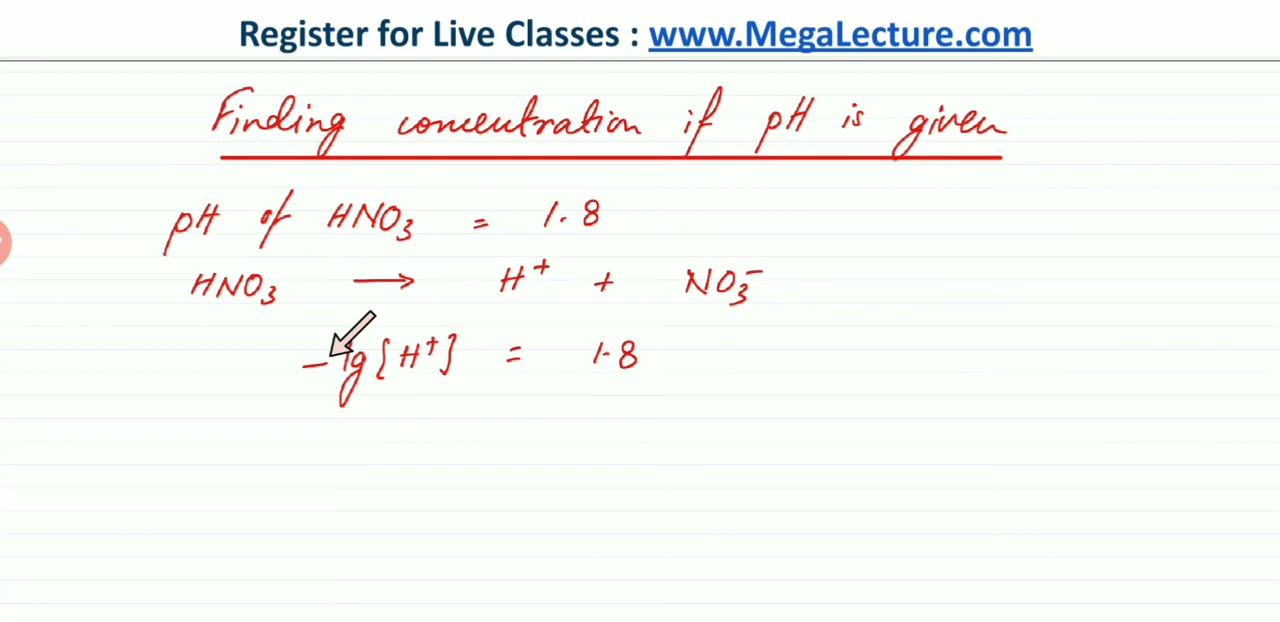 Register for Live Classes : www.MegaLecture.com
Finding concentration if pH is given
pH of HNO₃ = 1.8
HNO₃ ⟶ H⁺ + NO₃⁻
-lg[H⁺] = 1.8